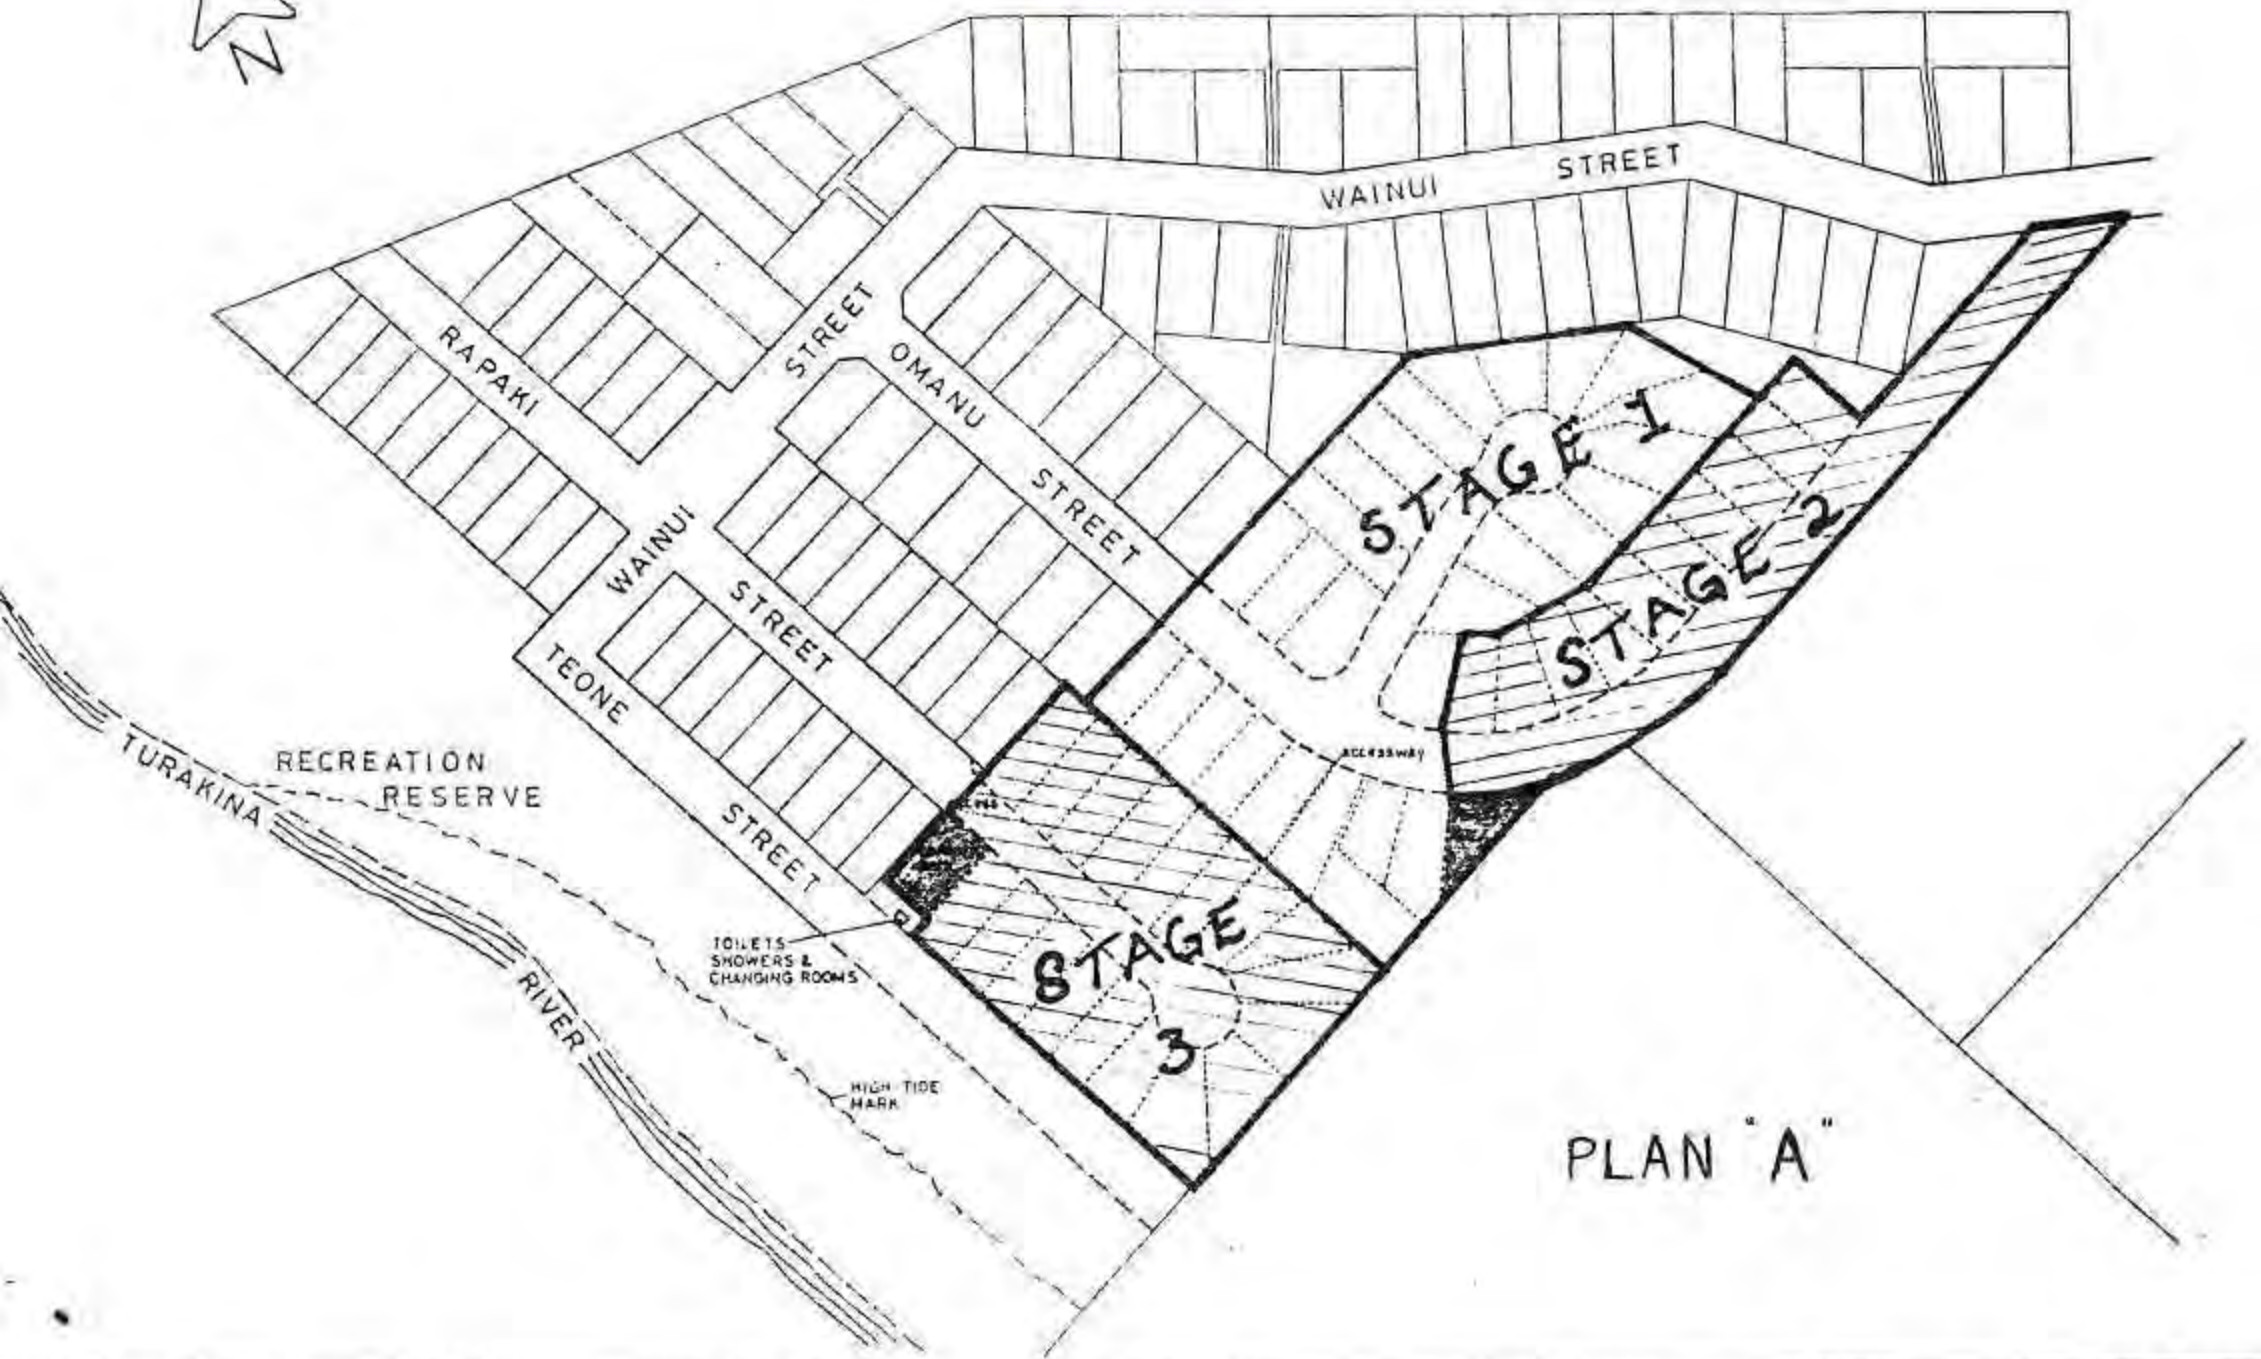 N
WAINUI STREET
STREET
RAPAKI
OMANU STREET
STAGE 1
STAGE 2
WAINUI
STREET
TEONE STREET
ACCESSWAY
RECRETION
RESERVE
TURAKINA RIVER
TOILETS
SHOWERS &
CHANGING ROOMS
STAGE
3
HIGH TIDE
MARK
PLAN "A"